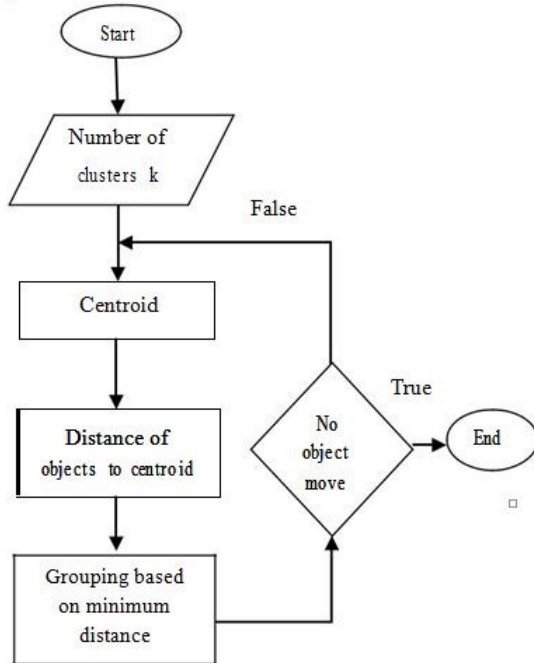 Start
Number of
clusters k
False
Centroid
True
Distance of
objects to centroid
No
object
move
End
Grouping based
on minimum
distance